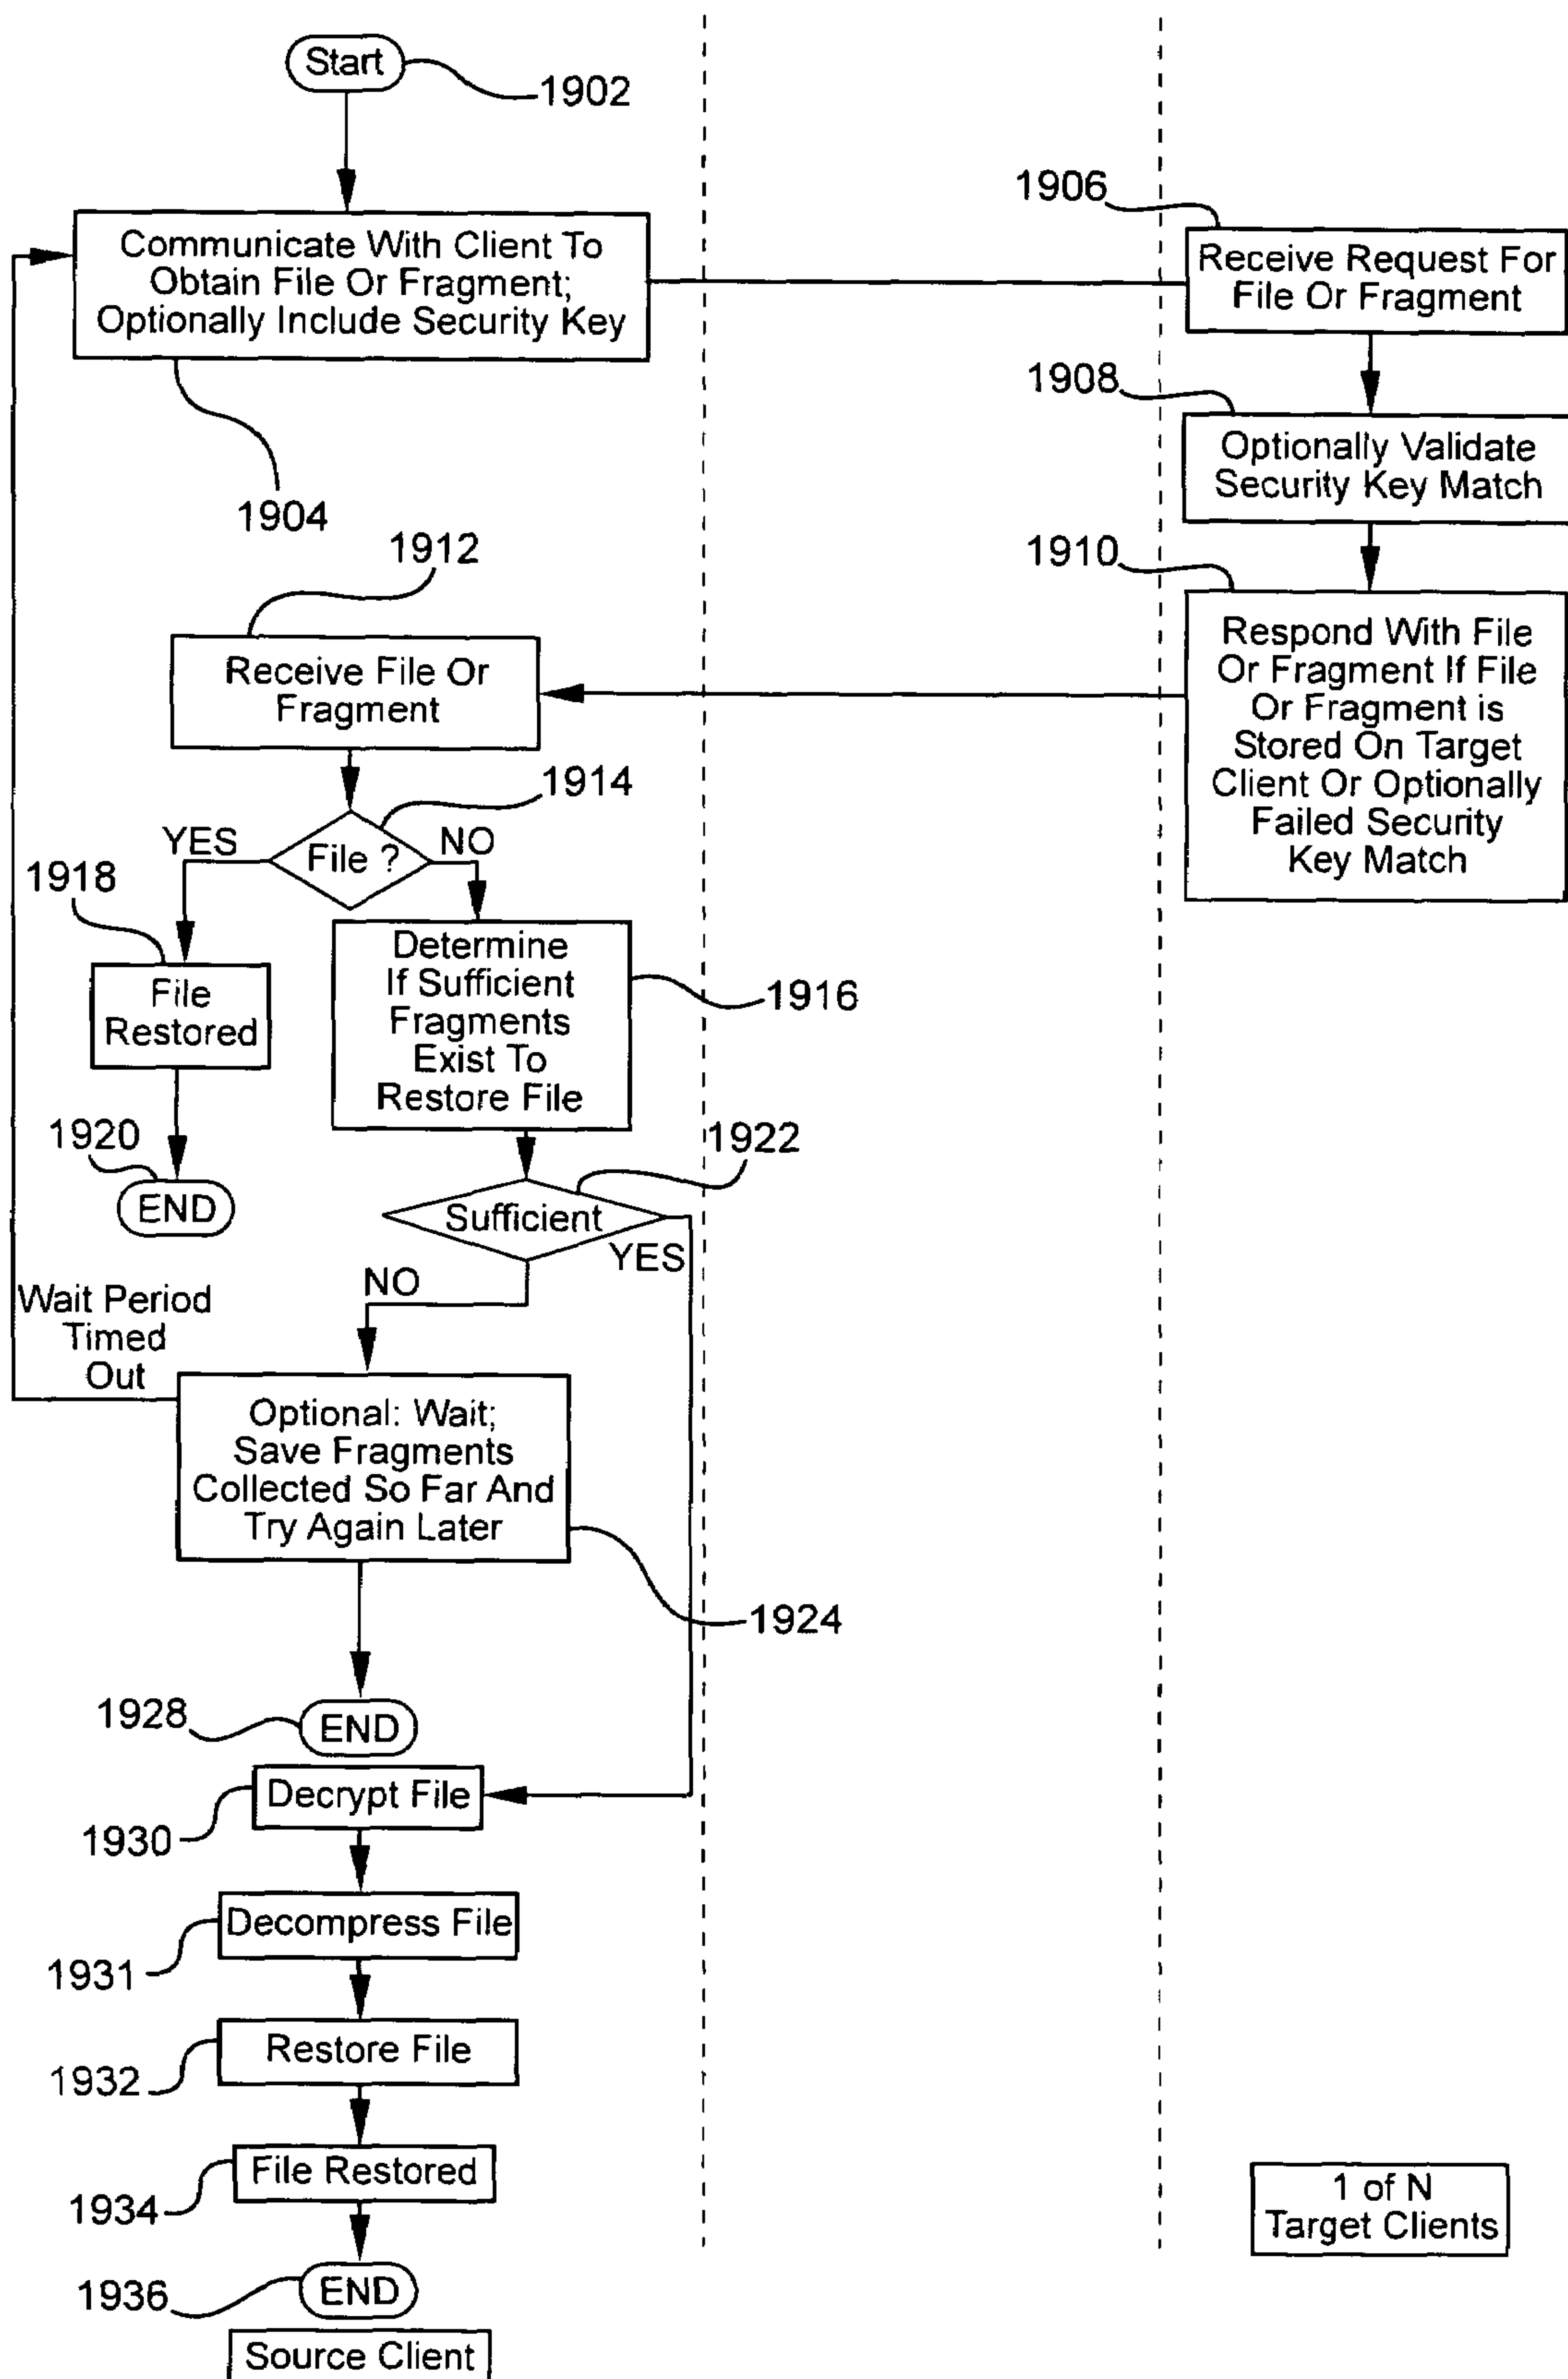 Start
1902
Communicate With Client To
Obtain File Or Fragment;
Optionally Include Security Key
1904
1906
Receive Request For
File Or Fragment
1908
Optionally Validate
Security Key Match
1910
Respond With File
Or Fragment If File
Or Fragment is
Stored On Target
Client Or Optionally
Failed Security
Key Match
1912
Receive File Or
Fragment
1914
File ?
YES
NO
1918
File
Restored
1920
END
Determine
If Sufficient
Fragments
Exist To
Restore File
1916
1922
Sufficient
YES
NO
Wait Period
Timed
Out
Optional: Wait;
Save Fragments
Collected So Far And
Try Again Later
1924
1928
END
Decrypt File
1930
Decompress File
1931
Restore File
1932
File Restored
1934
END
1936
Source Client
1 of N
Target Clients